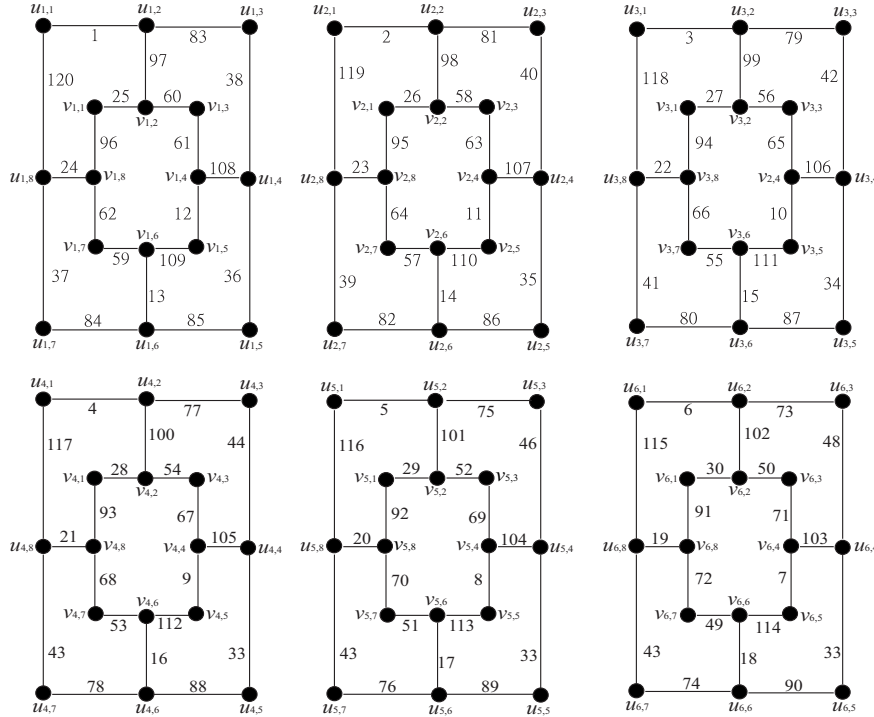 u1,1 u1,2 u1,3 u2,1 u2,2 u2,3 u3,1 u3,2 u3,3
1 83 2 81 3 79
97 98 99
120 38 119 40 118 42
25 60 26 58 27 56
v1,1 v1,2 v1,3 v2,1 v2,2 v2,3 v3,1 v3,2 v3,3
96 61 95 63 94 65
u1,8 24 v1,8 v1,4 108 u1,4 u2,8 23 v2,8 v2,4 107 u2,4 u3,8 22 v3,8 v2,4 106 u3,
62 12 64 11 66 10
v1,7 v1,6 v1,5 v2,7 v2,6 v2,5 v3,7 v3,6 v3,5
59 109 57 110 55 111
37 36 39 35 41 34
13 14 15
84 85 82 86 80 87
u1,7 u1,6 u1,5 u2,7 u2,6 u2,5 u3,7 u3,6 u3,5
u4,1 u4,2 u4,3 u5,1 u5,2 u5,3 u6,1 u6,2 u6,3
4 77 5 75 6 73
100 101 102
117 44 116 46 115 48
28 54 29 52 30 50
v4,1 v4,2 v4,3 v5,1 v5,2 v5,3 v6,1 v6,2 v6,3
93 67 92 69 91 71
u4,8 21 v4,8 v4,4 105 u4,4 u5,8 20 v5,8 v5,4 104 u5,4 u6,8 19 v6,8 v6,4 103 u6,
68 9 70 8 72 7
v4,7 v4,6 v4,5 v5,7 v5,6 v5,5 v6,7 v6,6 v6,5
53 112 51 113 49 114
43 33 43 33 43 33
16 17 18
78 88 76 89 74 90
u4,7 u4,6 u4,5 u5,7 u5,6 u5,5 u6,7 u6,6 u6,5